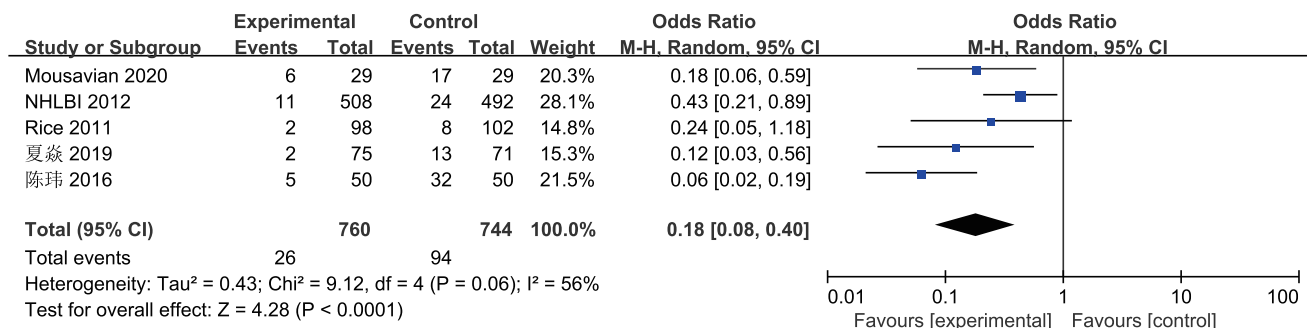 Experimental Control Odds Ratio Odds Ratio
Study or Subgroup Events Total Events Total Weight M-H, Random, 95% CI M-H, Random, 95% CI
Mousavian 2020 6 29 17 29 20.3% 0.18 [0.06, 0.59]
NHLBI 2012 11 508 24 492 28.1% 0.43 [0.21, 0.89]
Rice 2011 2 98 8 102 14.8% 0.24 [0.05, 1.18]
夏焱 2019 2 75 13 71 15.3% 0.12 [0.03, 0.56]
陈玮 2016 5 50 32 50 21.5% 0.06 [0.02, 0.19]
Total (95% CI) 760 744 100.0% 0.18 [0.08, 0.40]
Total events 26 94
Heterogeneity: Tau² = 0.43; Chi² = 9.12, df = 4 (P = 0.06); I² = 56%
Test for overall effect: Z = 4.28 (P < 0.0001)
0.01 0.1 1 10 100
Favours [experimental] Favours [control]